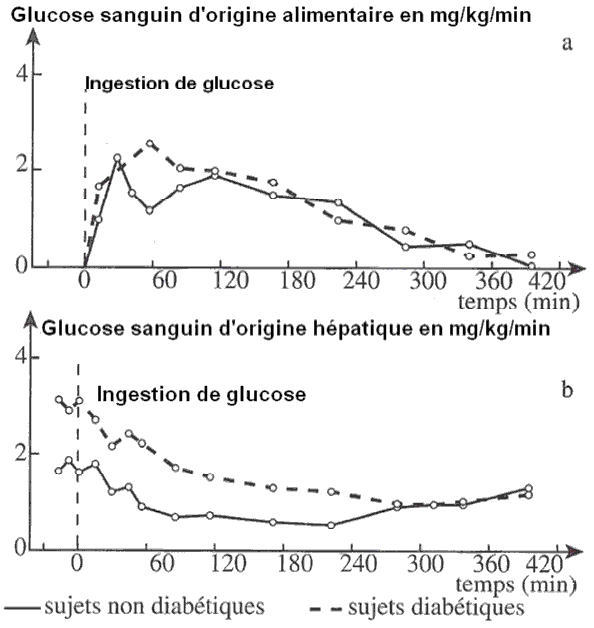 Glucose sanguin d'origine alimentaire en mg/kg/min
a
4
Ingestion de glucose
2
0
0 60 120 180 240 300 360 420
temps (min)
Glucose sanguin d'origine hépatique en mg/kg/min
4
Ingestion de glucose
b
2
0
0 60 120 180 240 300 360 420
temps (min)
sujets non diabétiques
sujets diabétiques